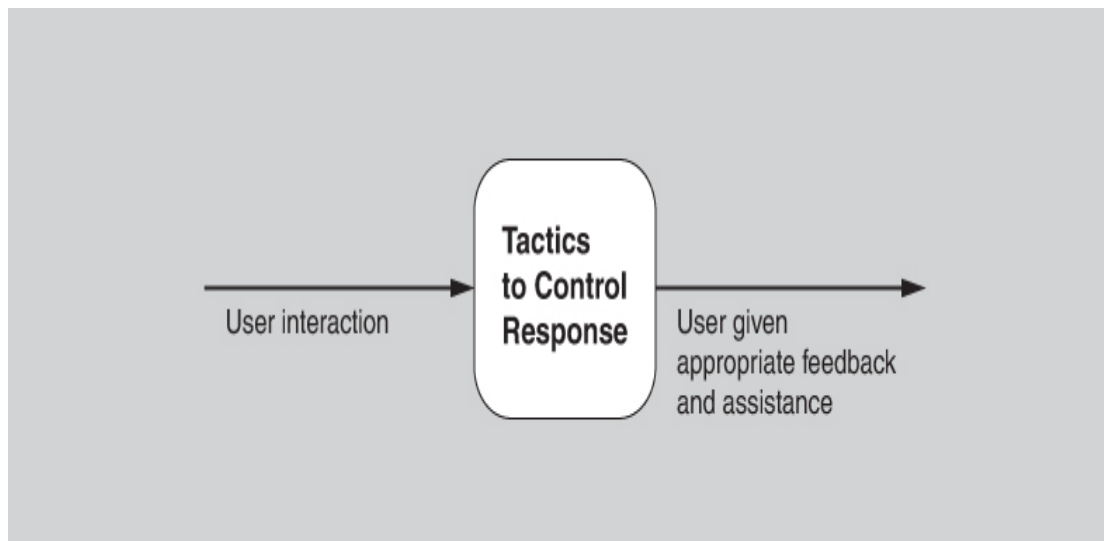 User interaction
Tactics
to Control
Response
User given
appropriate feedback
and assistance